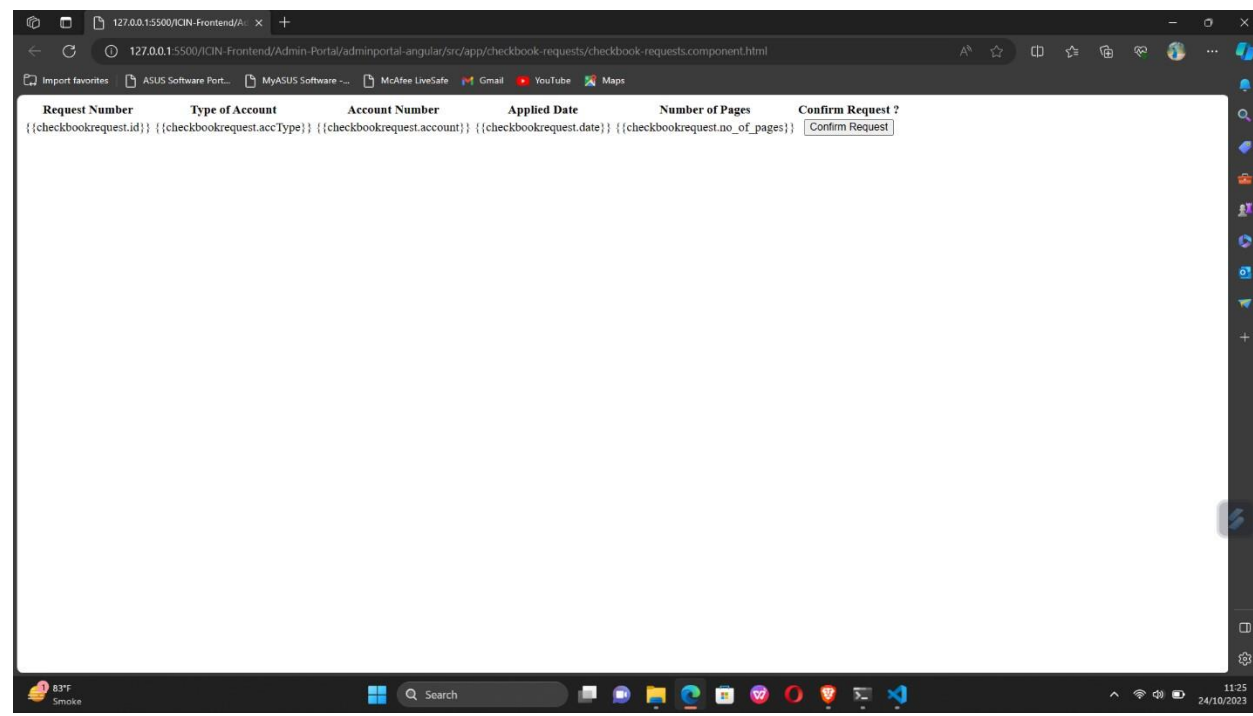 127.0.0.1:5500/ICIN-Frontend/Ad
127.0.0.1:5500/ICIN-Frontend/Admin-Portal/adminportal-angular/src/app/checkbook-requests/checkbook-requests.component.html
Import favorites ASUS Software Port... MyASUS Software -... McAfee LiveSafe Gmail YouTube Maps
Request Number Type of Account Account Number Applied Date Number of Pages Confirm Request ?
{{checkbookrequest.id}} {{checkbookrequest.accType}} {{checkbookrequest.account}} {{checkbookrequest.date}} {{checkbookrequest.no_of_pages}} Confirm Request
83°F
Smoke
Search
11:25
24/10/2023